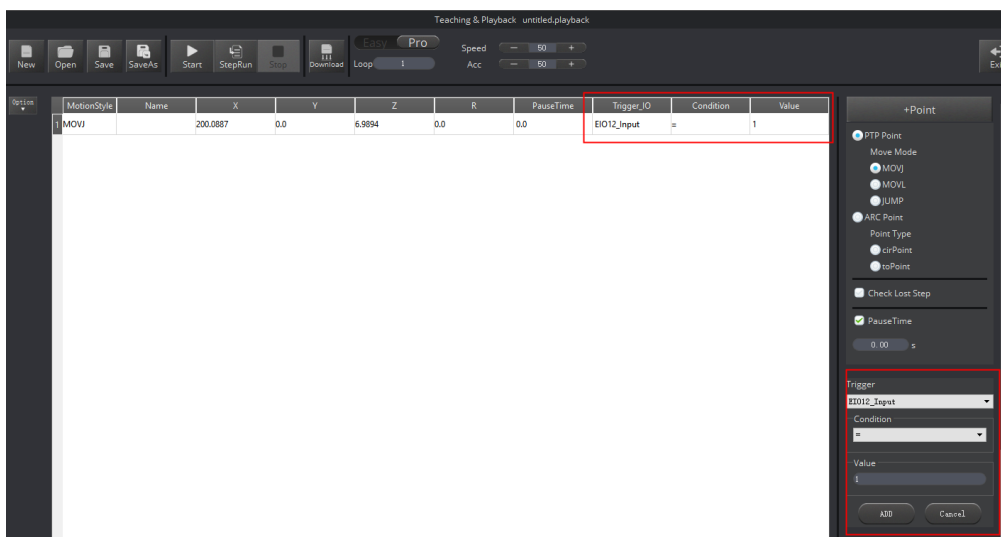 Teaching & Playback untitled.playback
New Open Save SaveAs Start StepRun Stop Download
Easy Pro
Loop 1
Speed − 50 +
Acc − 50 +
Exi
Option
MotionStyle Name X Y Z R PauseTime Trigger_IO Condition Value
1 MOVJ 200.0887 0.0 6.9894 0.0 0.0 EIO12_Input = 1
+Point
PTP Point
Move Mode
MOVJ
MOVL
JUMP
ARC Point
Point Type
cirPoint
toPoint
Check Lost Step
PauseTime
0.00 s
Trigger
EIO12_Input
Condition
=
Value
1
ADD Cancel